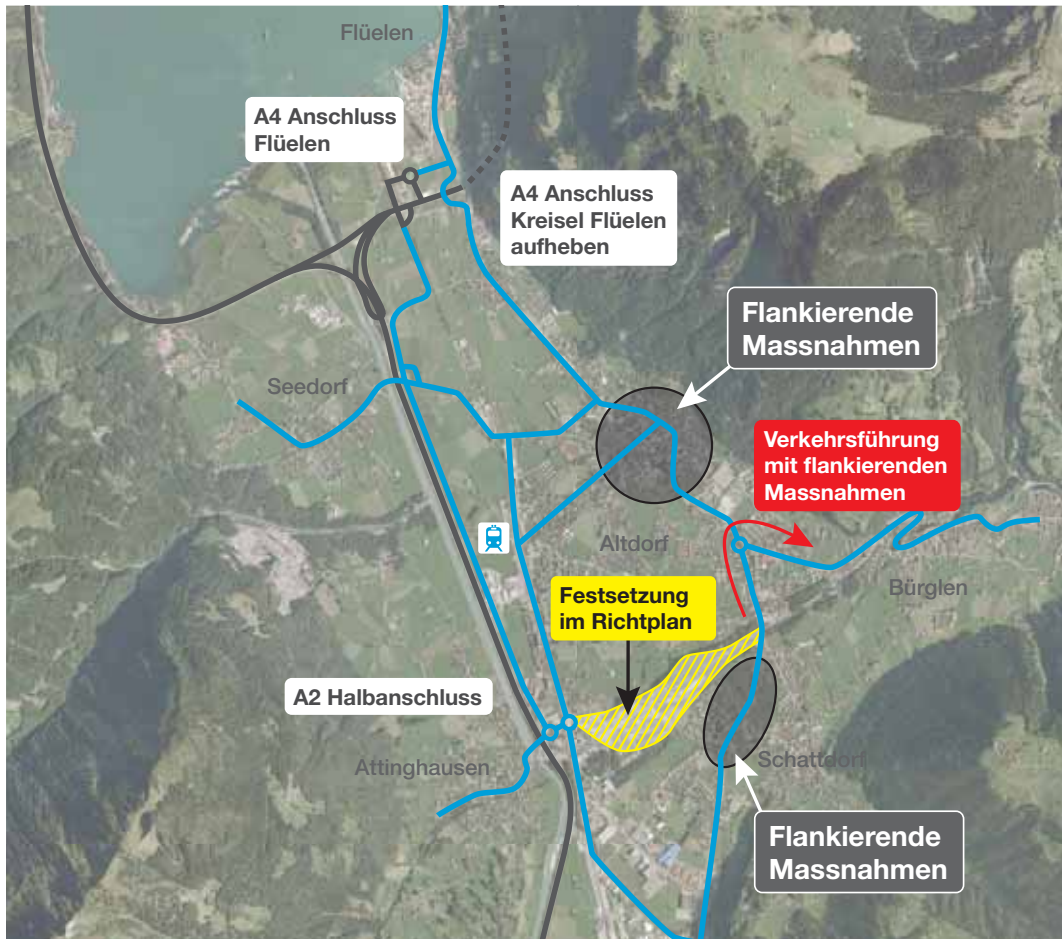 Flüelen
A4 Anschluss
Flüelen
A4 Anschluss
Kreisel Flüelen
aufheben
Flankierende
Massnahmen
Seedorf
Verkehrsführung
mit flankierenden
Massnahmen
Altdorf
Bürglen
Festsetzung
im Richtplan
A2 Halbanschluss
Attinghausen
Schattdorf
Flankierende
Massnahmen